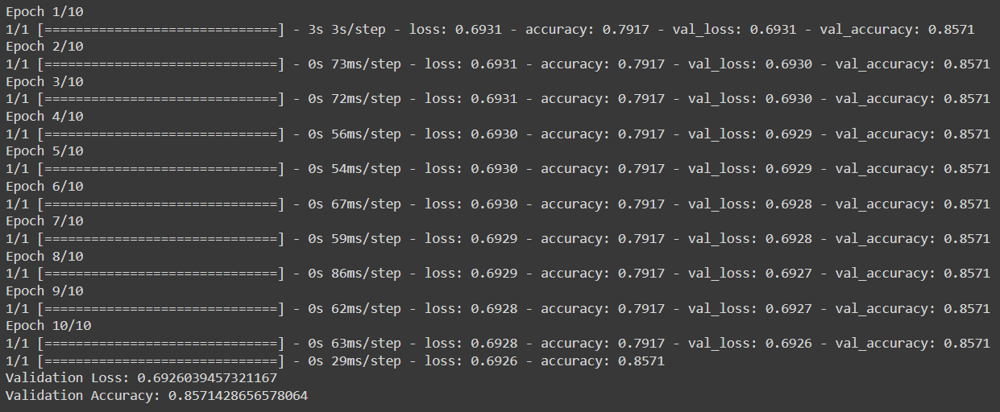 Epoch 1/10
1/1 [==============================] - 3s 3s/step - loss: 0.6931 - accuracy: 0.7917 - val_loss: 0.6931 - val_accuracy: 0.8571
Epoch 2/10
1/1 [==============================] - 0s 73ms/step - loss: 0.6931 - accuracy: 0.7917 - val_loss: 0.6930 - val_accuracy: 0.8571
Epoch 3/10
1/1 [==============================] - 0s 72ms/step - loss: 0.6931 - accuracy: 0.7917 - val_loss: 0.6930 - val_accuracy: 0.8571
Epoch 4/10
1/1 [==============================] - 0s 56ms/step - loss: 0.6930 - accuracy: 0.7917 - val_loss: 0.6929 - val_accuracy: 0.8571
Epoch 5/10
1/1 [==============================] - 0s 54ms/step - loss: 0.6930 - accuracy: 0.7917 - val_loss: 0.6929 - val_accuracy: 0.8571
Epoch 6/10
1/1 [==============================] - 0s 67ms/step - loss: 0.6930 - accuracy: 0.7917 - val_loss: 0.6928 - val_accuracy: 0.8571
Epoch 7/10
1/1 [==============================] - 0s 59ms/step - loss: 0.6929 - accuracy: 0.7917 - val_loss: 0.6928 - val_accuracy: 0.8571
Epoch 8/10
1/1 [==============================] - 0s 86ms/step - loss: 0.6929 - accuracy: 0.7917 - val_loss: 0.6927 - val_accuracy: 0.8571
Epoch 9/10
1/1 [==============================] - 0s 62ms/step - loss: 0.6928 - accuracy: 0.7917 - val_loss: 0.6927 - val_accuracy: 0.8571
Epoch 10/10
1/1 [==============================] - 0s 63ms/step - loss: 0.6928 - accuracy: 0.7917 - val_loss: 0.6926 - val_accuracy: 0.8571
1/1 [==============================] - 0s 29ms/step - loss: 0.6926 - accuracy: 0.8571
Validation Loss: 0.6926039457321167
Validation Accuracy: 0.8571428656578064